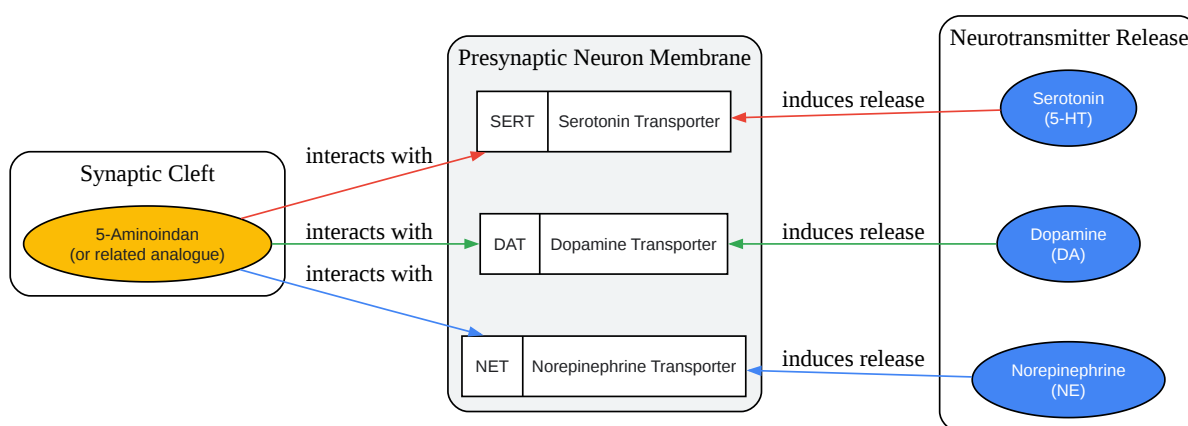 Synaptic Cleft
5-Aminoindan
(or related analogue)
interacts with
interacts with
interacts with
Presynaptic Neuron Membrane
SERT Serotonin Transporter
DAT Dopamine Transporter
NET Norepinephrine Transporter
induces release
induces release
induces release
Neurotransmitter Release
Serotonin
(5-HT)
Dopamine
(DA)
Norepinephrine
(NE)